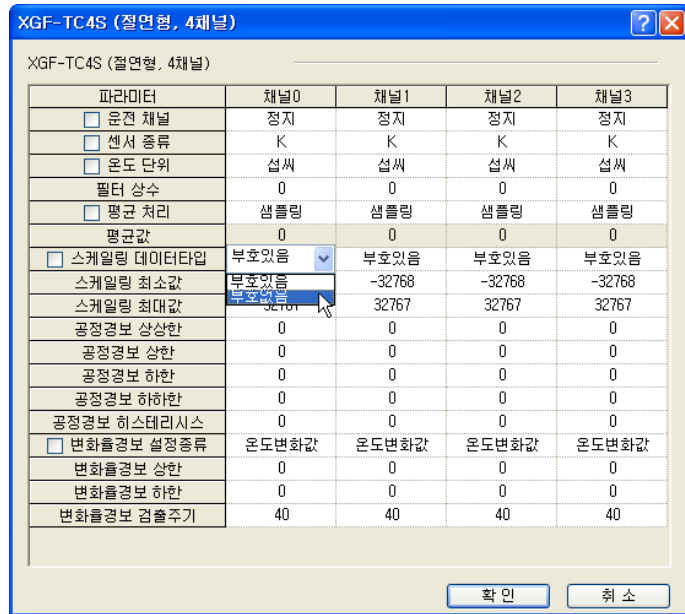 XGF-TC4S (절연형, 4채널)
XGF-TC4S (절연형, 4채널)
파라미터 채널0 채널1 채널2 채널3
운전 채널 정지 정지 정지 정지
센서 종류 K K K K
온도 단위 섭씨 섭씨 섭씨 섭씨
필터 상수 0 0 0 0
평균 처리 샘플링 샘플링 샘플링 샘플링
평균값 0 0 0 0
스케일링 데이터타입 부호있음 부호있음 부호있음 부호있음
스케일링 최소값 부호있음 -32768 -32768 -32768
부호없음
스케일링 최대값 32767 32767 32767
공정경보 상상한 0 0 0 0
공정경보 상한 0 0 0 0
공정경보 하한 0 0 0 0
공정경보 하하한 0 0 0 0
공정경보 히스테리시스 0 0 0 0
변화율경보 설정종류 온도변화값 온도변화값 온도변화값 온도변화값
변화율경보 상한 0 0 0 0
변화율경보 하한 0 0 0 0
변화율경보 검출주기 40 40 40 40
확 인 취 소